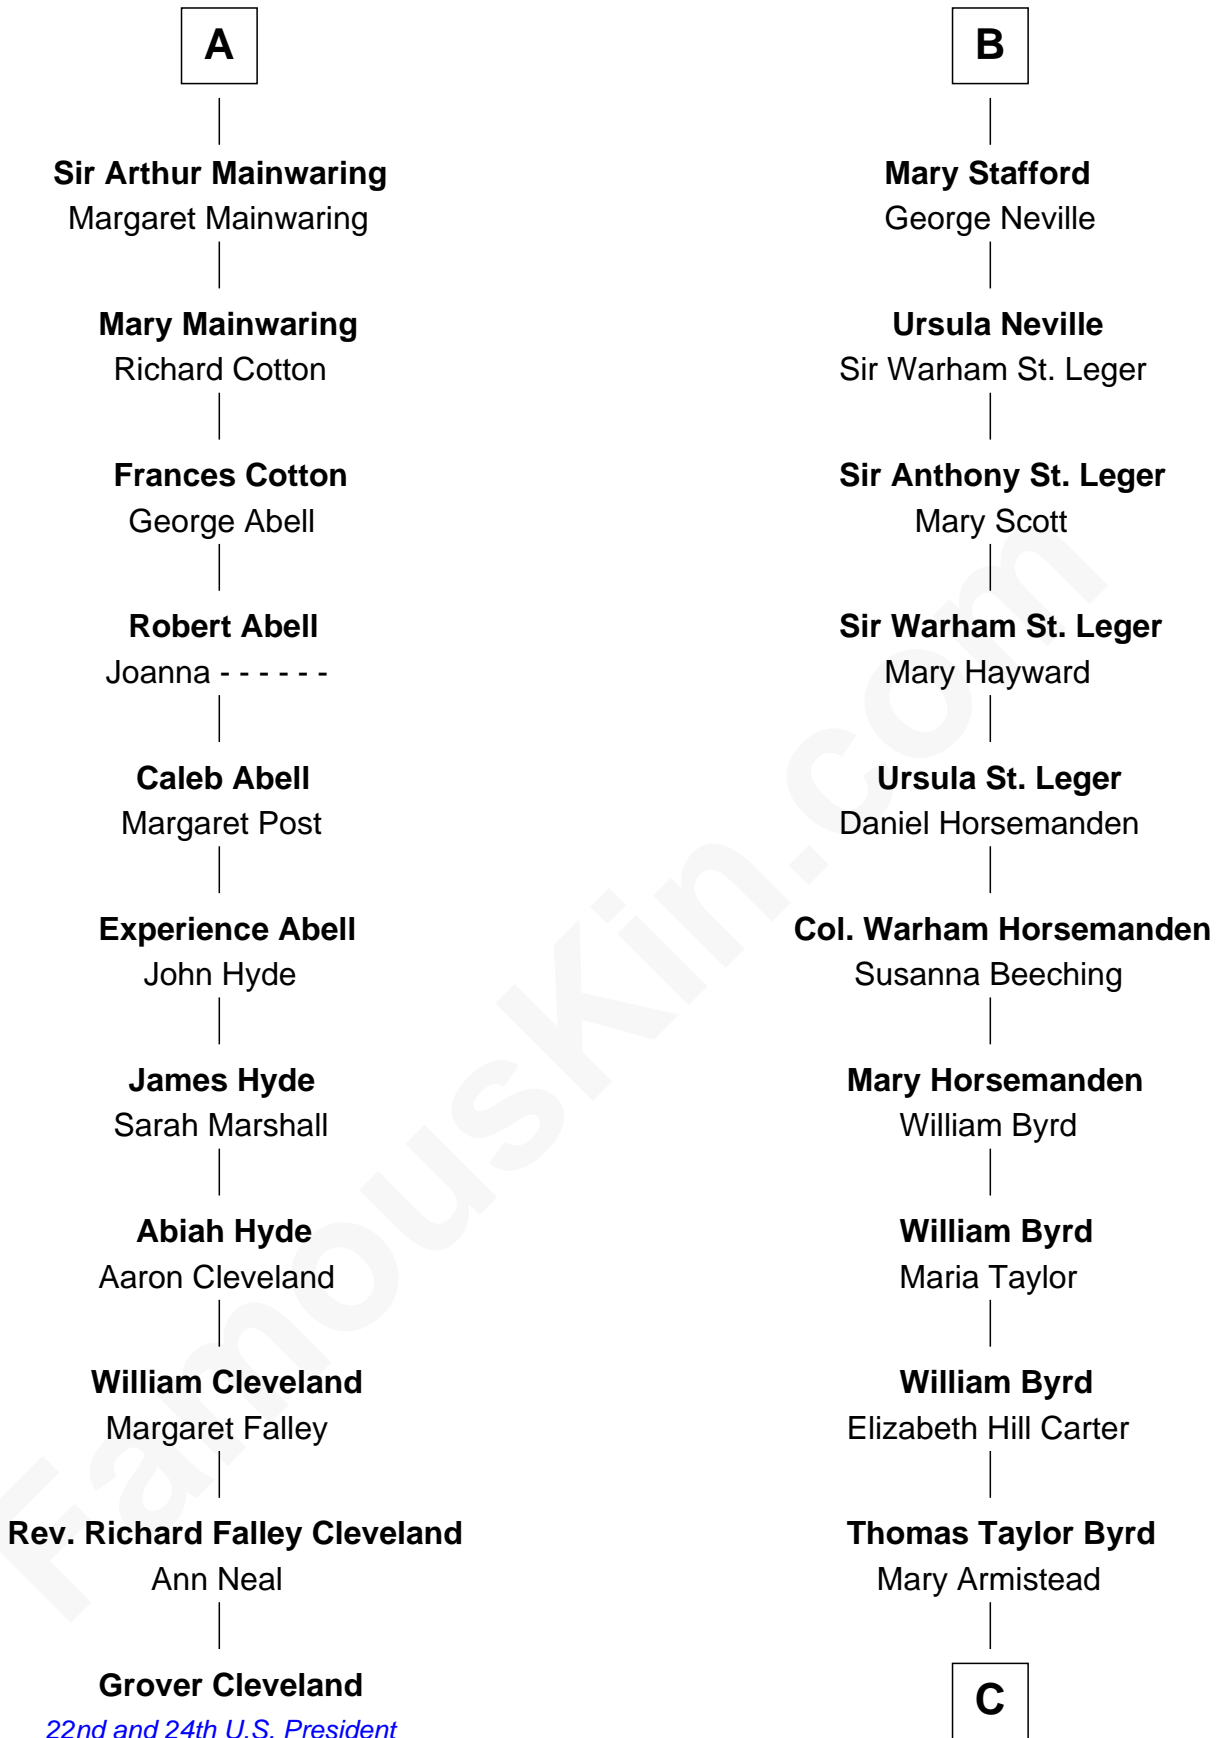 A
Sir Arthur Mainwaring
Margaret Mainwaring
Mary Mainwaring
Richard Cotton
Frances Cotton
George Abell
Robert Abell
Joanna - - - - - -
Caleb Abell
Margaret Post
Experience Abell
John Hyde
James Hyde
Sarah Marshall
Abiah Hyde
Aaron Cleveland
William Cleveland
Margaret Falley
Rev. Richard Falley Cleveland
Ann Neal
Grover Cleveland
22nd and 24th U.S. President
B
Mary Stafford
George Neville
Ursula Neville
Sir Warham St. Leger
Sir Anthony St. Leger
Mary Scott
Sir Warham St. Leger
Mary Hayward
Ursula St. Leger
Daniel Horsemanden
Col. Warham Horsemanden
Susanna Beeching
Mary Horsemanden
William Byrd
William Byrd
Maria Taylor
William Byrd
Elizabeth Hill Carter
Thomas Taylor Byrd
Mary Armistead
C
FamousKin.com